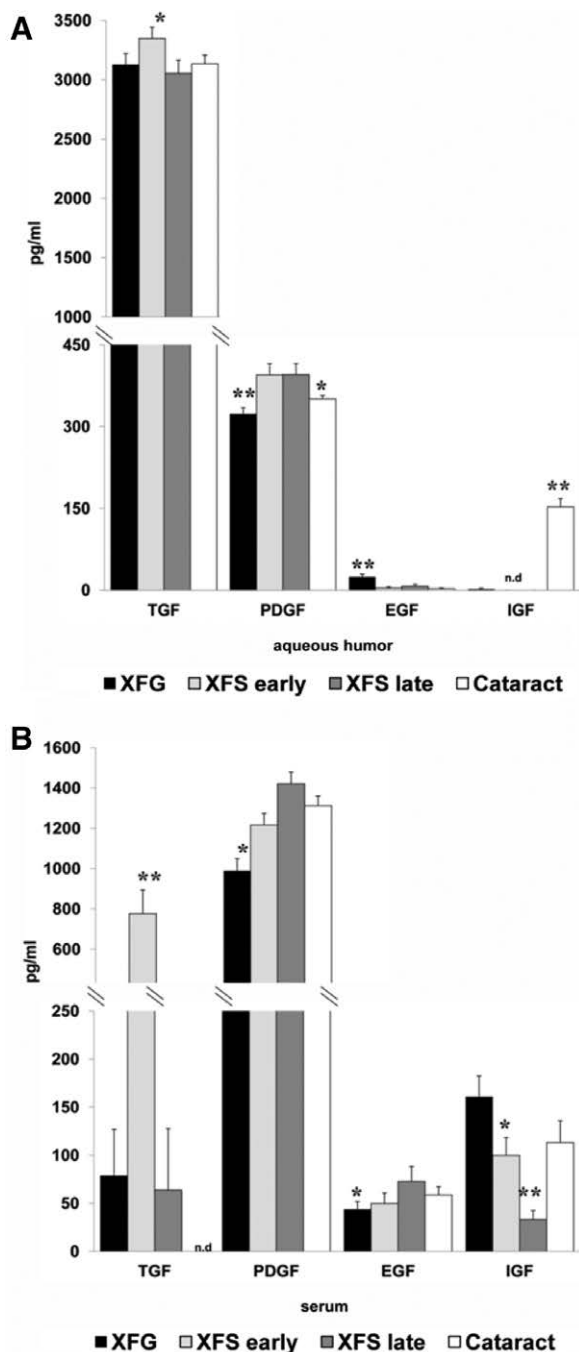 A
3500
3000
2500
2000
1500
1000
pg/ml
450
300
150
0
*
**
*
**
n.d
**
TGF PDGF EGF IGF
aqueous humor
XFG XFS early XFS late Cataract
B
1600
1400
1200
1000
800
600
pg/ml
250
200
150
100
50
0
**
*
*
*
**
n.d
TGF PDGF EGF IGF
serum
XFG XFS early XFS late Cataract